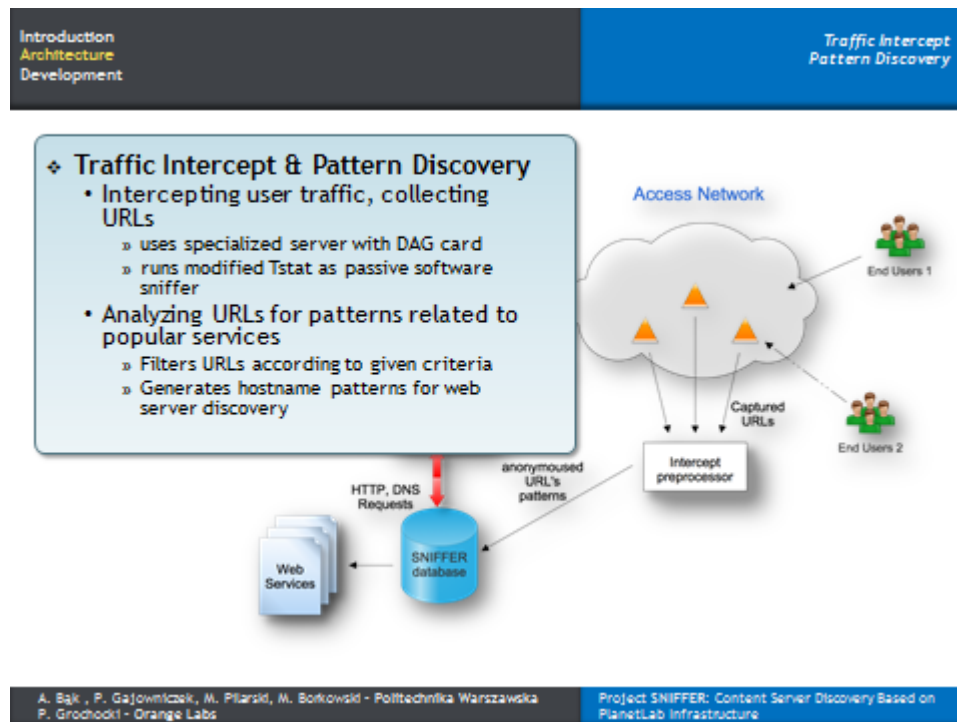 Introduction
Architecture
Development
Traffic Intercept
Pattern Discovery
❖ Traffic Intercept & Pattern Discovery
• Intercepting user traffic, collecting
URLs
» uses specialized server with DAG card
» runs modified Tstat as passive software
sniffer
• Analyzing URLs for patterns related to
popular services
» Filters URLs according to given criteria
» Generates hostname patterns for web
server discovery
Access Network
End Users 1
End Users 2
Captured
URLs
Intercept
preprocessor
anonymoused
URL's
patterns
HTTP, DNS
Requests
SNIFFER
database
Web
Services
A. Bąk , P. Gajowniczek, M. Pilarski, M. Borkowski - Politechnika Warszawska
P. Grochocki - Orange Labs
Project SNIFFER: Content Server Discovery Based on
PlanetLab Infrastructure